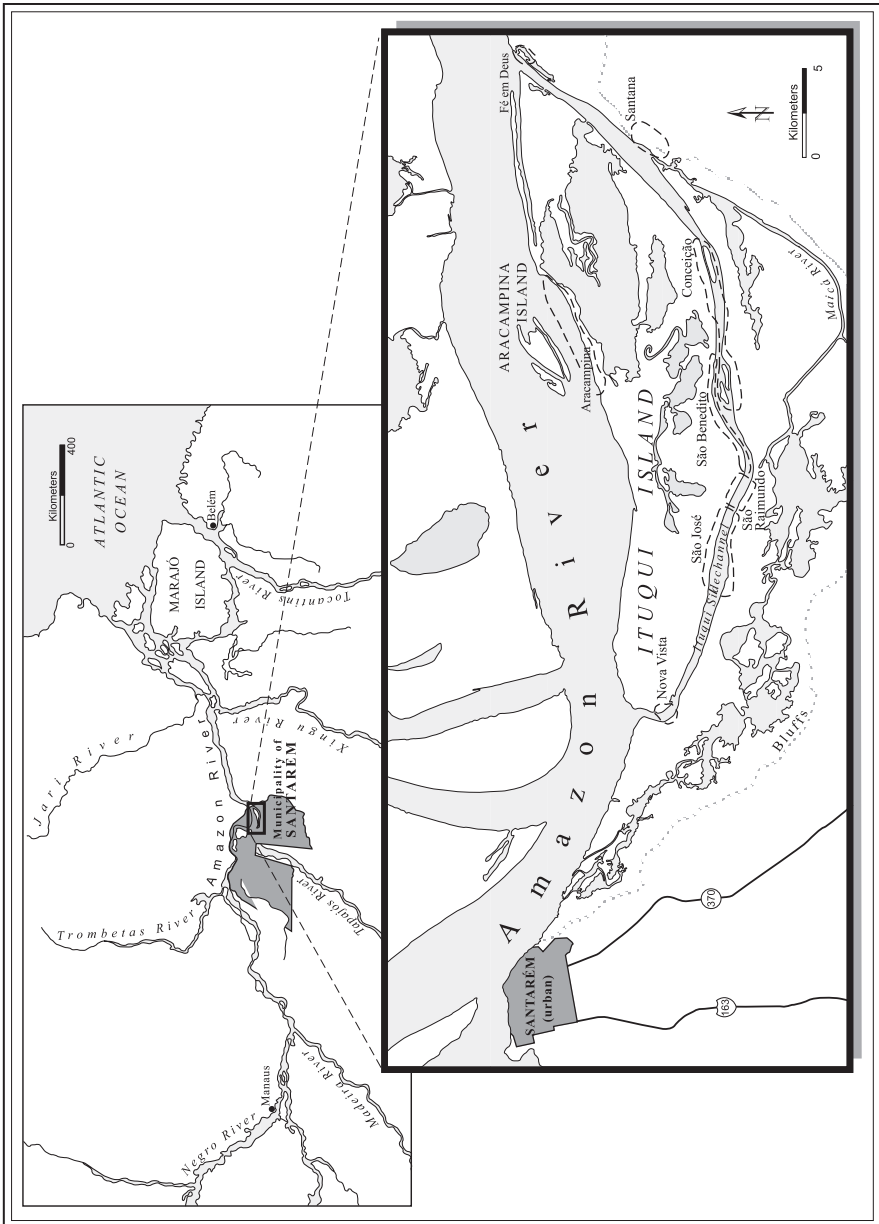 Kilometers
0 400
ATLANTIC
OCEAN
Jari River
MARAJÓ
ISLAND
Belém
Tocantins River
Xingu River
Amazon River
Municipality of
SANTARÉM
Trombetas River
Tapajós River
Negro River
Manaus
Madeira River
Amazon River
SANTARÉM
(urban)
163
370
Bluffs
Nova Vista
ITUQUI ISLAND
Ituqui Sidechannel
São José
São
Raimundo
São Benedito
Conceição
ARACAMPINA
ISLAND
Aracampina
Fé em Deus
Santana
Maicá River
N
Kilometers
0 5